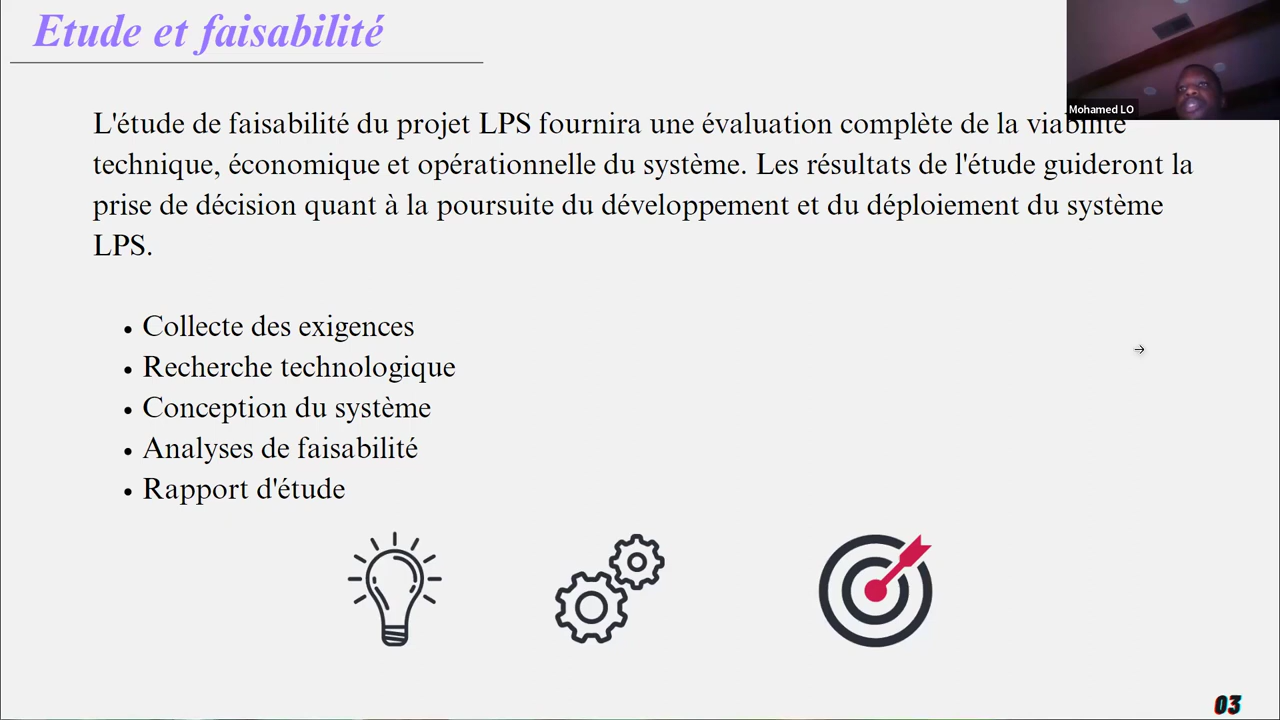 Etude et faisabilité
Mohamed LO
L'étude de faisabilité du projet LPS fournira une évaluation complète de la viabilité
technique, économique et opérationnelle du système. Les résultats de l'étude guideront la
prise de décision quant à la poursuite du développement et du déploiement du système
LPS.
Collecte des exigences
Recherche technologique
Conception du système
Analyses de faisabilité
Rapport d'étude
03